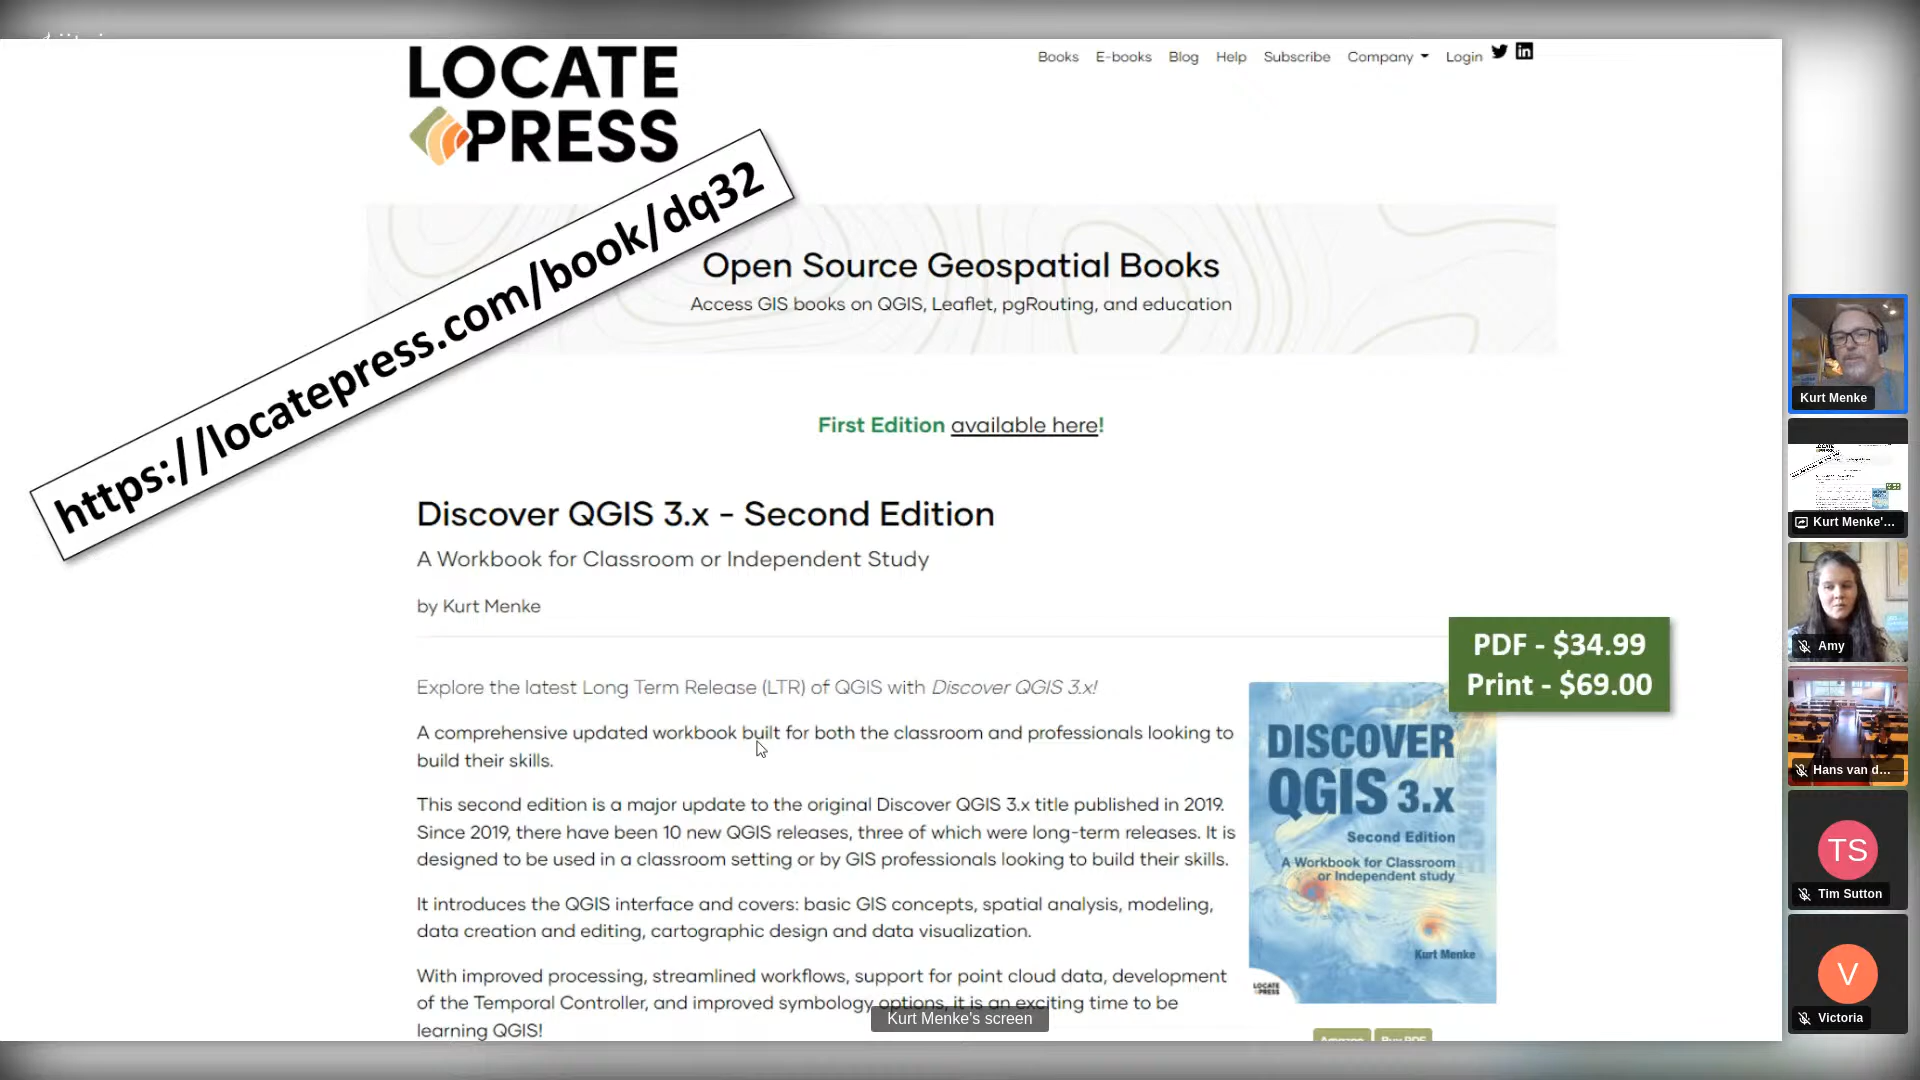 LOCATE
PRESS
Books E-books Blog Help Subscribe Company Login
https://locatepress.com/book/dq32
Open Source Geospatial Books
Access GIS books on QGIS, Leaflet, pgRouting, and education
First Edition available here!
Discover QGIS 3.x - Second Edition
A Workbook for Classroom or Independent Study
by Kurt Menke
PDF - $34.99
Print - $69.00
Explore the latest Long Term Release (LTR) of QGIS with Discover QGIS 3.x!
A comprehensive updated workbook built for both the classroom and professionals looking to
build their skills.
This second edition is a major update to the original Discover QGIS 3.x title published in 2019.
Since 2019, there have been 10 new QGIS releases, three of which were long-term releases. It is
designed to be used in a classroom setting or by GIS professionals looking to build their skills.
It introduces the QGIS interface and covers: basic GIS concepts, spatial analysis, modeling,
data creation and editing, cartographic design and data visualization.
With improved processing, streamlined workflows, support for point cloud data, development
of the Temporal Controller, and improved symbology options, it is an exciting time to be
learning QGIS!
DISCOVER
QGIS 3.x
Second Edition
A Workbook for Classroom
or Independent study
Kurt Menke
LOCATE
PRESS
Kurt Menke's screen
Kurt Menke
Kurt Menke'...
Amy
Hans van d...
TS
Tim Sutton
V
Victoria